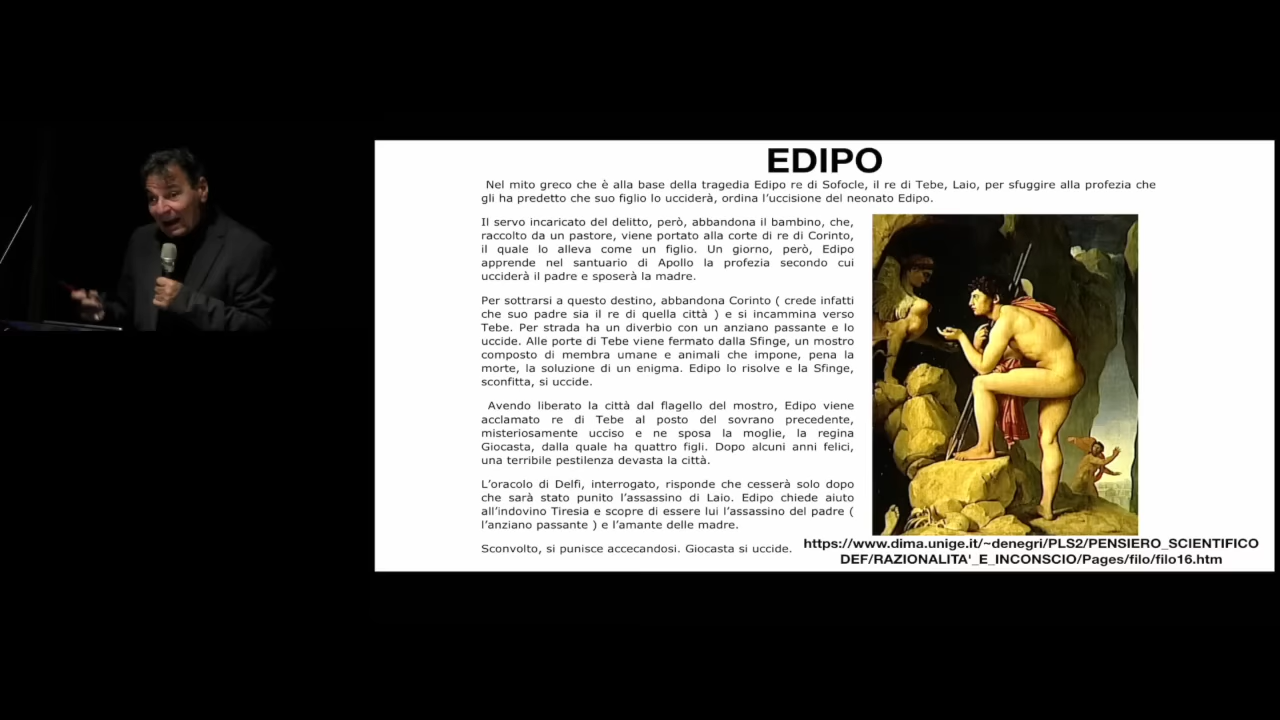 EDIPO
Nel mito greco che è alla base della tragedia Edipo re di Sofocle, il re di Tebe, Laio, per sfuggire alla profezia che
gli ha predetto che suo figlio lo ucciderà, ordina l'uccisione del neonato Edipo.
Il servo incaricato del delitto, però, abbandona il bambino, che,
raccolto da un pastore, viene portato alla corte di re di Corinto,
il quale lo alleva come un figlio. Un giorno, però, Edipo
apprende nel santuario di Apollo la profezia secondo cui
ucciderà il padre e sposerà la madre.
Per sottrarsi a questo destino, abbandona Corinto ( crede infatti
che suo padre sia il re di quella città ) e si incammina verso
Tebe. Per strada ha un diverbio con un anziano passante e lo
uccide. Alle porte di Tebe viene fermato dalla Sfinge, un mostro
composto di membra umane e animali che impone, pena la
morte, la soluzione di un enigma. Edipo lo risolve e la Sfinge,
sconfitta, si uccide.
Avendo liberato la città dal flagello del mostro, Edipo viene
acclamato re di Tebe al posto del sovrano precedente,
misteriosamente ucciso e ne sposa la moglie, la regina
Giocasta, dalla quale ha quattro figli. Dopo alcuni anni felici,
una terribile pestilenza devasta la città.
L'oracolo di Delfi, interrogato, risponde che cesserà solo dopo
che sarà stato punito l'assassino di Laio. Edipo chiede aiuto
all'indovino Tiresia e scopre di essere lui l'assassino del padre (
l'anziano passante ) e l'amante delle madre.
Sconvolto, si punisce accecandosi. Giocasta si uccide.
https://www.dima.unige.it/~denegri/PLS2/PENSIERO_SCIENTIFICO
DEF/RAZIONALITA'_E_INCONSCIO/Pages/filo/filo16.htm